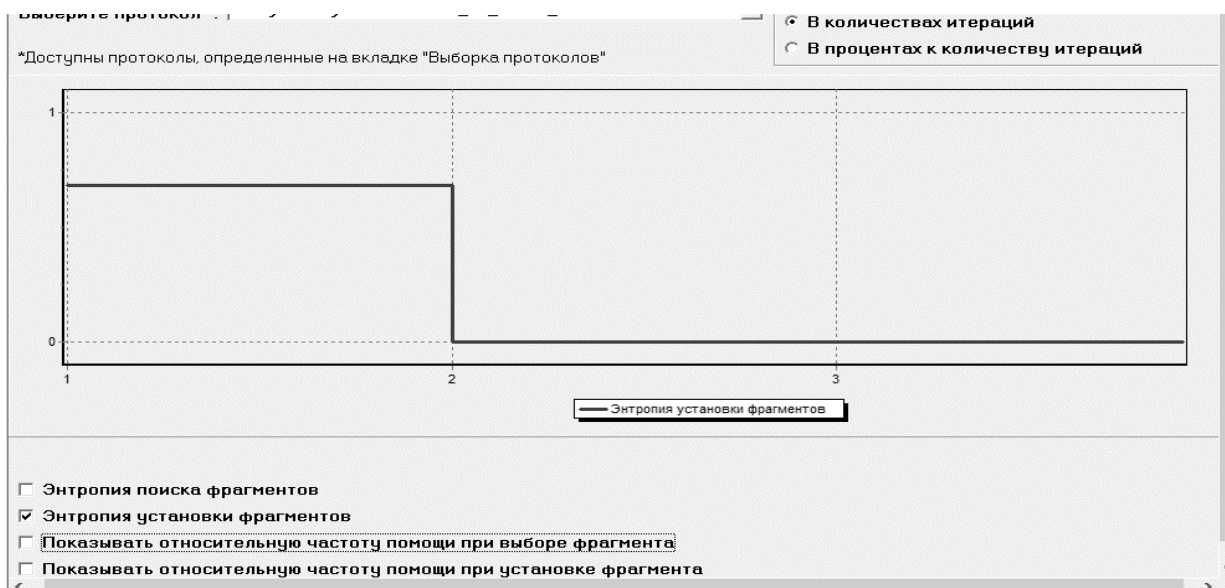 Выберите протокол* :
В количествах итераций
В процентах к количеству итераций
*Доступны протоколы, определенные на вкладке "Выборка протоколов"
1
0
1
2
3
Энтропия установки фрагментов
Энтропия поиска фрагментов
Энтропия установки фрагментов
Показывать относительную частоту помощи при выборе фрагмента
Показывать относительную частоту помощи при установке фрагмента